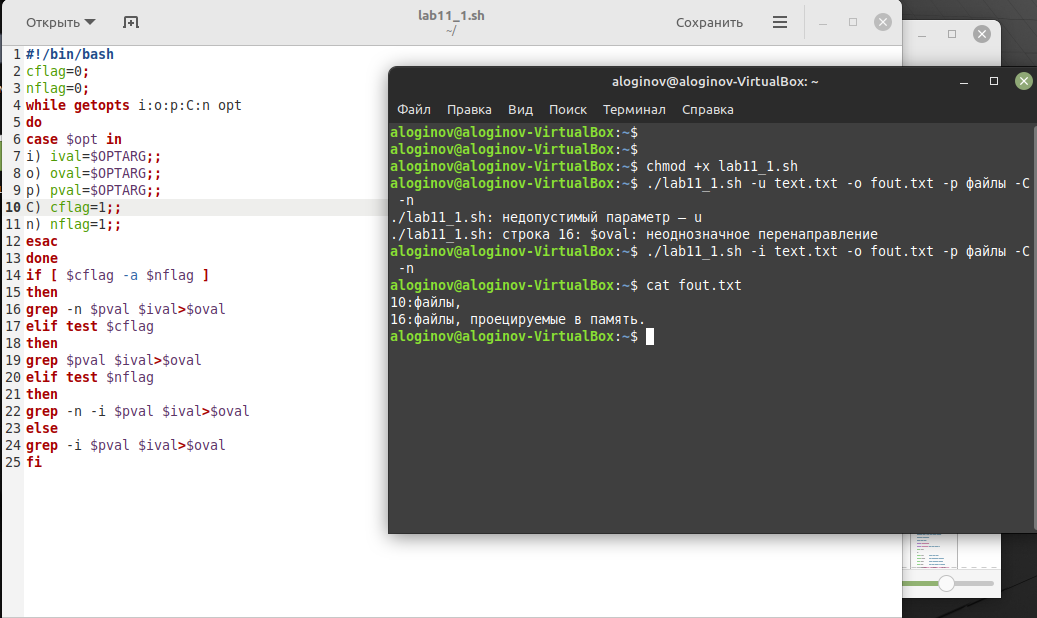 Открыть
lab11_1.sh
~/
Сохранить
1 #!/bin/bash
2 cflag=0;
3 nflag=0;
4 while getopts i:o:p:C:n opt
5 do
6 case $opt in
7 i) ival=$OPTARG;;
8 o) oval=$OPTARG;;
9 p) pval=$OPTARG;;
10 C) cflag=1;;
11 n) nflag=1;;
12 esac
13 done
14 if [ $cflag -a $nflag ]
15 then
16 grep -n $pval $ival>$oval
17 elif test $cflag
18 then
19 grep $pval $ival>$oval
20 elif test $nflag
21 then
22 grep -n -i $pval $ival>$oval
23 else
24 grep -i $pval $ival>$oval
25 fi
aloginov@aloginov-VirtualBox: ~
Файл Правка Вид Поиск Терминал Справка
aloginov@aloginov-VirtualBox:~$
aloginov@aloginov-VirtualBox:~$
aloginov@aloginov-VirtualBox:~$ chmod +x lab11_1.sh
aloginov@aloginov-VirtualBox:~$ ./lab11_1.sh -u text.txt -o fout.txt -p файлы -C
-n
./lab11_1.sh: недопустимый параметр — u
./lab11_1.sh: строка 16: $oval: неоднозначное перенаправление
aloginov@aloginov-VirtualBox:~$ ./lab11_1.sh -i text.txt -o fout.txt -p файлы -C
-n
aloginov@aloginov-VirtualBox:~$ cat fout.txt
10:файлы,
16:файлы, проецируемые в память.
aloginov@aloginov-VirtualBox:~$